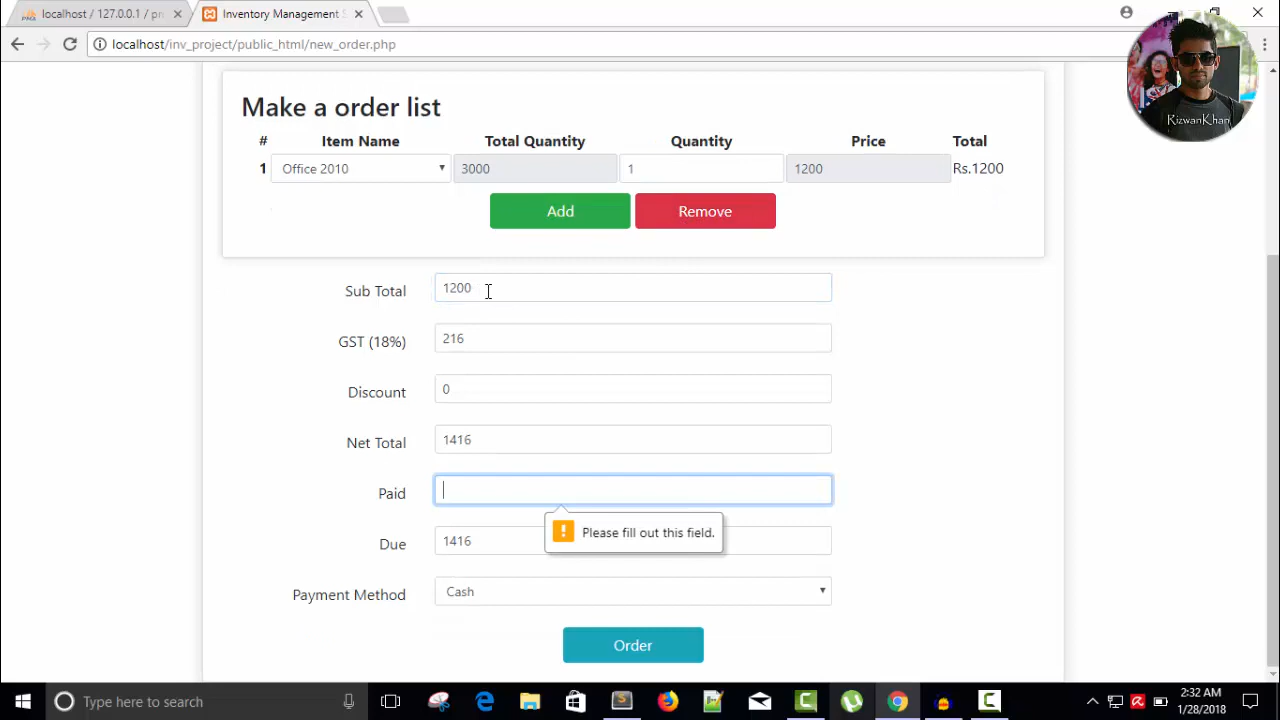 localhost / 127.0.0.1 / pr
Inventory Management S
localhost/inv_project/public_html/new_order.php
RizwanKhan
Make a order list
# Item Name Total Quantity Quantity Price Total
1 Office 2010 3000 1 1200 Rs.1200
Add Remove
Sub Total 1200
GST (18%) 216
Discount 0
Net Total 1416
Paid
Please fill out this field.
Due 1416
Payment Method Cash
Order
Type here to search
2:32 AM
1/28/2018